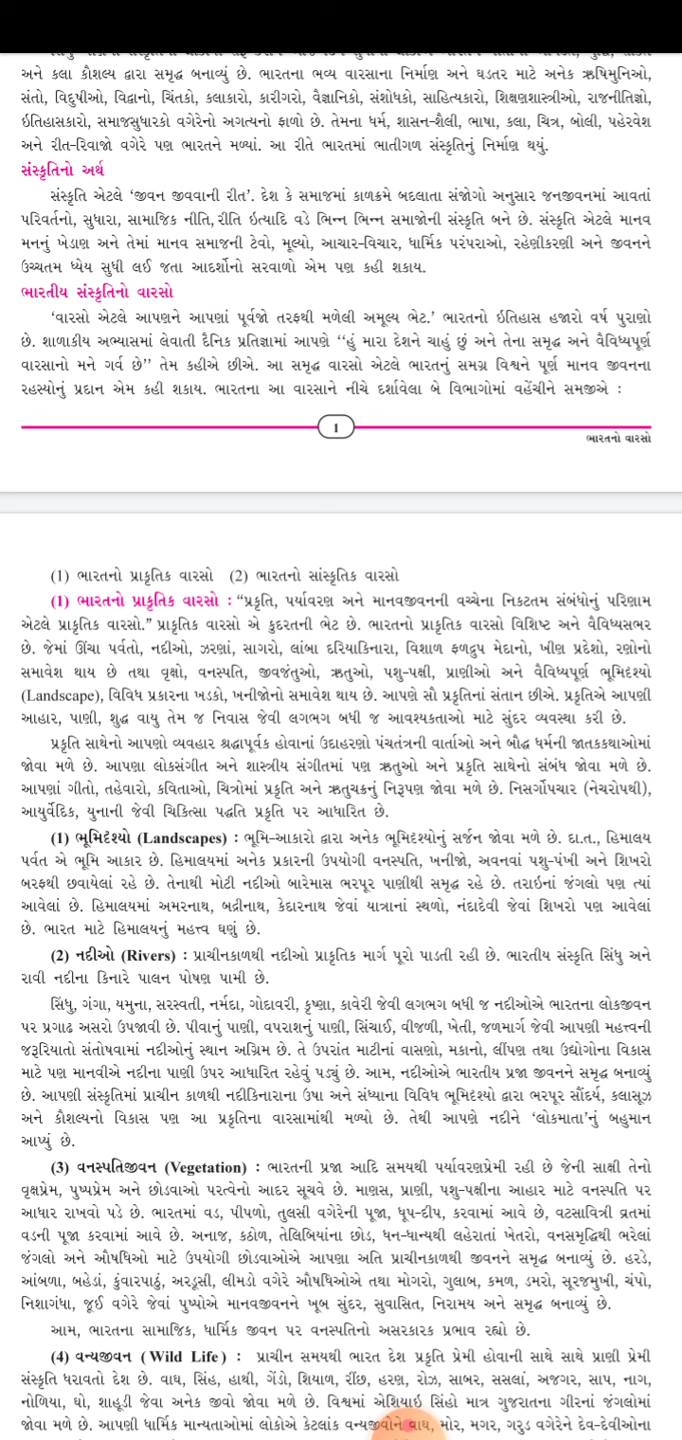 અને કલા કૌશલ્ય દ્વારા સમૃદ્ધ બનાવ્યું છે. ભારતના ભવ્ય વારસાના નિર્માણ અને ઘડતર માટે અનેક ઋષિમુનિઓ,
સંતો, વિદુષીઓ, વિદ્વાનો, ચિંતકો, કલાકારો, કારીગરો, વૈજ્ઞાનિકો, સંશોધકો, સાહિત્યકારો, શિક્ષણશાસ્ત્રીઓ, રાજનીતિજ્ઞો,
ઇતિહાસકારો, સમાજસુધારકો વગેરેનો અગત્યનો ફાળો છે. તેમના ધર્મ, શાસન-શૈલી, ભાષા, કલા, ચિત્ર, બોલી, પહેરવેશ
અને રીત-રિવાજો વગેરે પણ ભારતને મળ્યાં. આ રીતે ભારતમાં ભાતીગળ સંસ્કૃતિનું નિર્માણ થયું.
સંસ્કૃતિનો અર્થ
સંસ્કૃતિ એટલે ‘જીવન જીવવાની રીત’. દેશ કે સમાજમાં કાળક્રમે બદલાતા સંજોગો અનુસાર જનજીવનમાં આવતાં
પરિવર્તનો, સુધારા, સામાજિક નીતિ, રીતિ ઇત્યાદિ વડે ભિન્ન ભિન્ન સમાજોની સંસ્કૃતિ બને છે. સંસ્કૃતિ એટલે માનવ
મનનું ખેડાણ અને તેમાં માનવ સમાજની ટેવો, મૂલ્યો, આચાર-વિચાર, ધાર્મિક પરંપરાઓ, રહેણીકરણી અને જીવનને
ઉચ્ચતમ ધ્યેય સુધી લઈ જતા આદર્શોનો સરવાળો એમ પણ કહી શકાય.
ભારતીય સંસ્કૃતિનો વારસો
‘વારસો એટલે આપણને આપણાં પૂર્વજો તરફથી મળેલી અમૂલ્ય ભેટ.’ ભારતનો ઇતિહાસ હજારો વર્ષ પુરાણો
છે. શાળાકીય અભ્યાસમાં લેવાતી દૈનિક પ્રતિજ્ઞામાં આપણે ‘‘હું મારા દેશને ચાહું છું અને તેના સમૃદ્ધ અને વૈવિધ્યપૂર્ણ
વારસાનો મને ગર્વ છે’’ તેમ કહીએ છીએ. આ સમૃદ્ધ વારસો એટલે ભારતનું સમગ્ર વિશ્વને પૂર્ણ માનવ જીવનના
રહસ્યોનું પ્રદાન એમ કહી શકાય. ભારતના આ વારસાને નીચે દર્શાવેલા બે વિભાગોમાં વહેંચીને સમજીએ :
1
ભારતનો વારસો
(1) ભારતનો પ્રાકૃતિક વારસો (2) ભારતનો સાંસ્કૃતિક વારસો
(1) ભારતનો પ્રાકૃતિક વારસો : “પ્રકૃતિ, પર્યાવરણ અને માનવજીવનની વચ્ચેના નિકટતમ સંબંધોનું પરિણામ
એટલે પ્રાકૃતિક વારસો.” પ્રાકૃતિક વારસો એ કુદરતની ભેટ છે. ભારતનો પ્રાકૃતિક વારસો વિશિષ્ટ અને વૈવિધ્યસભર
છે. જેમાં ઊંચા પર્વતો, નદીઓ, ઝરણાં, સાગરો, લાંબા દરિયાકિનારા, વિશાળ ફળદ્રુપ મેદાનો, ખીણ પ્રદેશો, રણોનો
સમાવેશ થાય છે તથા વૃક્ષો, વનસ્પતિ, જીવજંતુઓ, ઋતુઓ, પશુ-પક્ષી, પ્રાણીઓ અને વૈવિધ્યપૂર્ણ ભૂમિદૃશ્યો
(Landscape), વિવિધ પ્રકારના ખડકો, ખનીજોનો સમાવેશ થાય છે. આપણે સૌ પ્રકૃતિનાં સંતાન છીએ. પ્રકૃતિએ આપણી
આહાર, પાણી, શુદ્ધ વાયુ તેમ જ નિવાસ જેવી લગભગ બધી જ આવશ્યકતાઓ માટે સુંદર વ્યવસ્થા કરી છે.
પ્રકૃતિ સાથેનો આપણો વ્યવહાર શ્રદ્ધાપૂર્વક હોવાનાં ઉદાહરણો પંચતંત્રની વાર્તાઓ અને બૌદ્ધ ધર્મની જાતકકથાઓમાં
જોવા મળે છે. આપણા લોકસંગીત અને શાસ્ત્રીય સંગીતમાં પણ ઋતુઓ અને પ્રકૃતિ સાથેનો સંબંધ જોવા મળે છે.
આપણાં ગીતો, તહેવારો, કવિતાઓ, ચિત્રોમાં પ્રકૃતિ અને ઋતુચક્રનું નિરૂપણ જોવા મળે છે. નિસર્ગોપચાર (નેચરોપથી),
આયુર્વેદિક, યુનાની જેવી ચિકિત્સા પદ્ધતિ પ્રકૃતિ પર આધારિત છે.
(1) ભૂમિદૃશ્યો (Landscapes) : ભૂમિ-આકારો દ્વારા અનેક ભૂમિદૃશ્યોનું સર્જન જોવા મળે છે. દા.ત., હિમાલય
પર્વત એ ભૂમિ આકાર છે. હિમાલયમાં અનેક પ્રકારની ઉપયોગી વનસ્પતિ, ખનીજો, અવનવાં પશુ-પંખી અને શિખરો
બરફથી છવાયેલાં રહે છે. તેનાથી મોટી નદીઓ બારેમાસ ભરપૂર પાણીથી સમૃદ્ધ રહે છે. તરાઇનાં જંગલો પણ ત્યાં
આવેલાં છે. હિમાલયમાં અમરનાથ, બદ્રીનાથ, કેદારનાથ જેવાં યાત્રાનાં સ્થળો, નંદાદેવી જેવાં શિખરો પણ આવેલાં
છે. ભારત માટે હિમાલયનું મહત્ત્વ ઘણું છે.
(2) નદીઓ (Rivers) : પ્રાચીનકાળથી નદીઓ પ્રાકૃતિક માર્ગ પૂરો પાડતી રહી છે. ભારતીય સંસ્કૃતિ સિંધુ અને
રાવી નદીના કિનારે પાલન પોષણ પામી છે.
સિંધુ, ગંગા, યમુના, સરસ્વતી, નર્મદા, ગોદાવરી, કૃષ્ણા, કાવેરી જેવી લગભગ બધી જ નદીઓએ ભારતના લોકજીવન
પર પ્રગાઢ અસરો ઉપજાવી છે. પીવાનું પાણી, વપરાશનું પાણી, સિંચાઈ, વીજળી, ખેતી, જળમાર્ગ જેવી આપણી મહત્ત્વની
જરૂરિયાતો સંતોષવામાં નદીઓનું સ્થાન અગ્રિમ છે. તે ઉપરાંત માટીનાં વાસણો, મકાનો, લીંપણ તથા ઉદ્યોગોના વિકાસ
માટે પણ માનવીએ નદીના પાણી ઉપર આધારિત રહેવું પડ્યું છે. આમ, નદીઓએ ભારતીય પ્રજા જીવનને સમૃદ્ધ બનાવ્યું
છે. આપણી સંસ્કૃતિમાં પ્રાચીન કાળથી નદીકિનારાના ઉષા અને સંધ્યાના વિવિધ ભૂમિદૃશ્યો દ્વારા ભરપૂર સૌંદર્ય, કલાસૂઝ
અને કૌશલ્યનો વિકાસ પણ આ પ્રકૃતિના વારસામાંથી મળ્યો છે. તેથી આપણે નદીને ‘લોકમાતા’નું બહુમાન
આપ્યું છે.
(3) વનસ્પતિજીવન (Vegetation) : ભારતની પ્રજા આદિ સમયથી પર્યાવરણપ્રેમી રહી છે જેની સાક્ષી તેનો
વૃક્ષપ્રેમ, પુષ્પપ્રેમ અને છોડવાઓ પરત્વેનો આદર સૂચવે છે. માણસ, પ્રાણી, પશુ-પક્ષીના આહાર માટે વનસ્પતિ પર
આધાર રાખવો પડે છે. ભારતમાં વડ, પીપળો, તુલસી વગેરેની પૂજા, ધૂપ-દીપ, કરવામાં આવે છે, વટસાવિત્રી વ્રતમાં
વડની પૂજા કરવામાં આવે છે. અનાજ, કઠોળ, તેલિબિયાંના છોડ, ધન-ધાન્યથી લહેરાતાં ખેતરો, વનસમૃદ્ધિથી ભરેલાં
જંગલો અને ઔષધિઓ માટે ઉપયોગી છોડવાઓએ આપણા અતિ પ્રાચીનકાળથી જીવનને સમૃદ્ધ બનાવ્યું છે. હરડે,
આંબળા, બહેડાં, કુંવારપાઠું, અરડૂસી, લીમડો વગેરે ઔષધિઓએ તથા મોગરો, ગુલાબ, કમળ, ડમરો, સૂરજમુખી, ચંપો,
નિશાગંધા, જૂઈ વગેરે જેવાં પુષ્પોએ માનવજીવનને ખૂબ સુંદર, સુવાસિત, નિરામય અને સમૃદ્ધ બનાવ્યું છે.
આમ, ભારતના સામાજિક, ધાર્મિક જીવન પર વનસ્પતિનો અસરકારક પ્રભાવ રહ્યો છે.
(4) વન્યજીવન (Wild Life) : પ્રાચીન સમયથી ભારત દેશ પ્રકૃતિ પ્રેમી હોવાની સાથે સાથે પ્રાણી પ્રેમી
સંસ્કૃતિ ધરાવતો દેશ છે. વાઘ, સિંહ, હાથી, ગેંડો, શિયાળ, રીંછ, હરણ, રોઝ, સાબર, સસલાં, અજગર, સાપ, નાગ,
નોળિયા, ઘો, શાહૂડી જેવા અનેક જીવો જોવા મળે છે. વિશ્વમાં એશિયાઇ સિંહો માત્ર ગુજરાતના ગીરનાં જંગલોમાં
જોવા મળે છે. આપણી ધાર્મિક માન્યતાઓમાં લોકોએ કેટલાંક વન્યજીવોને વાઘ, મોર, મગર, ગરુડ વગેરેને દેવ-દેવીઓના